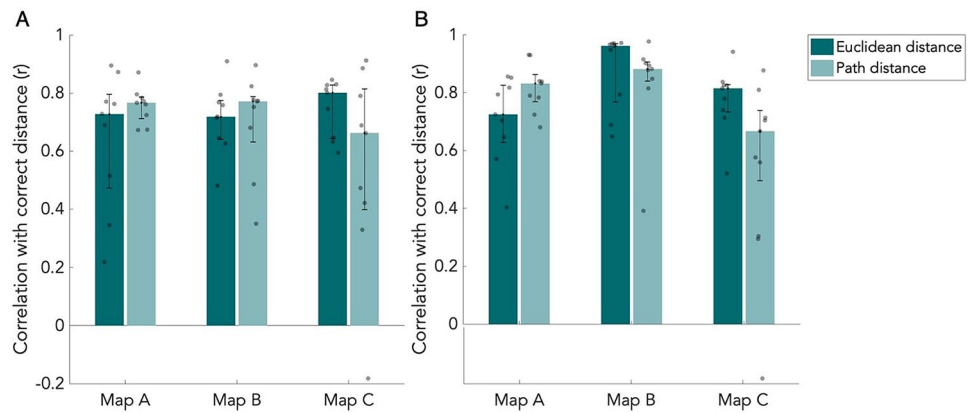 A
B
Correlation with correct distance (r)
1
0.8
0.6
0.4
0.2
0
-0.2
Map A
Map B
Map C
Correlation with correct distance (r)
1
0.8
0.6
0.4
0.2
0
Map A
Map B
Map C
Euclidean distance
Path distance